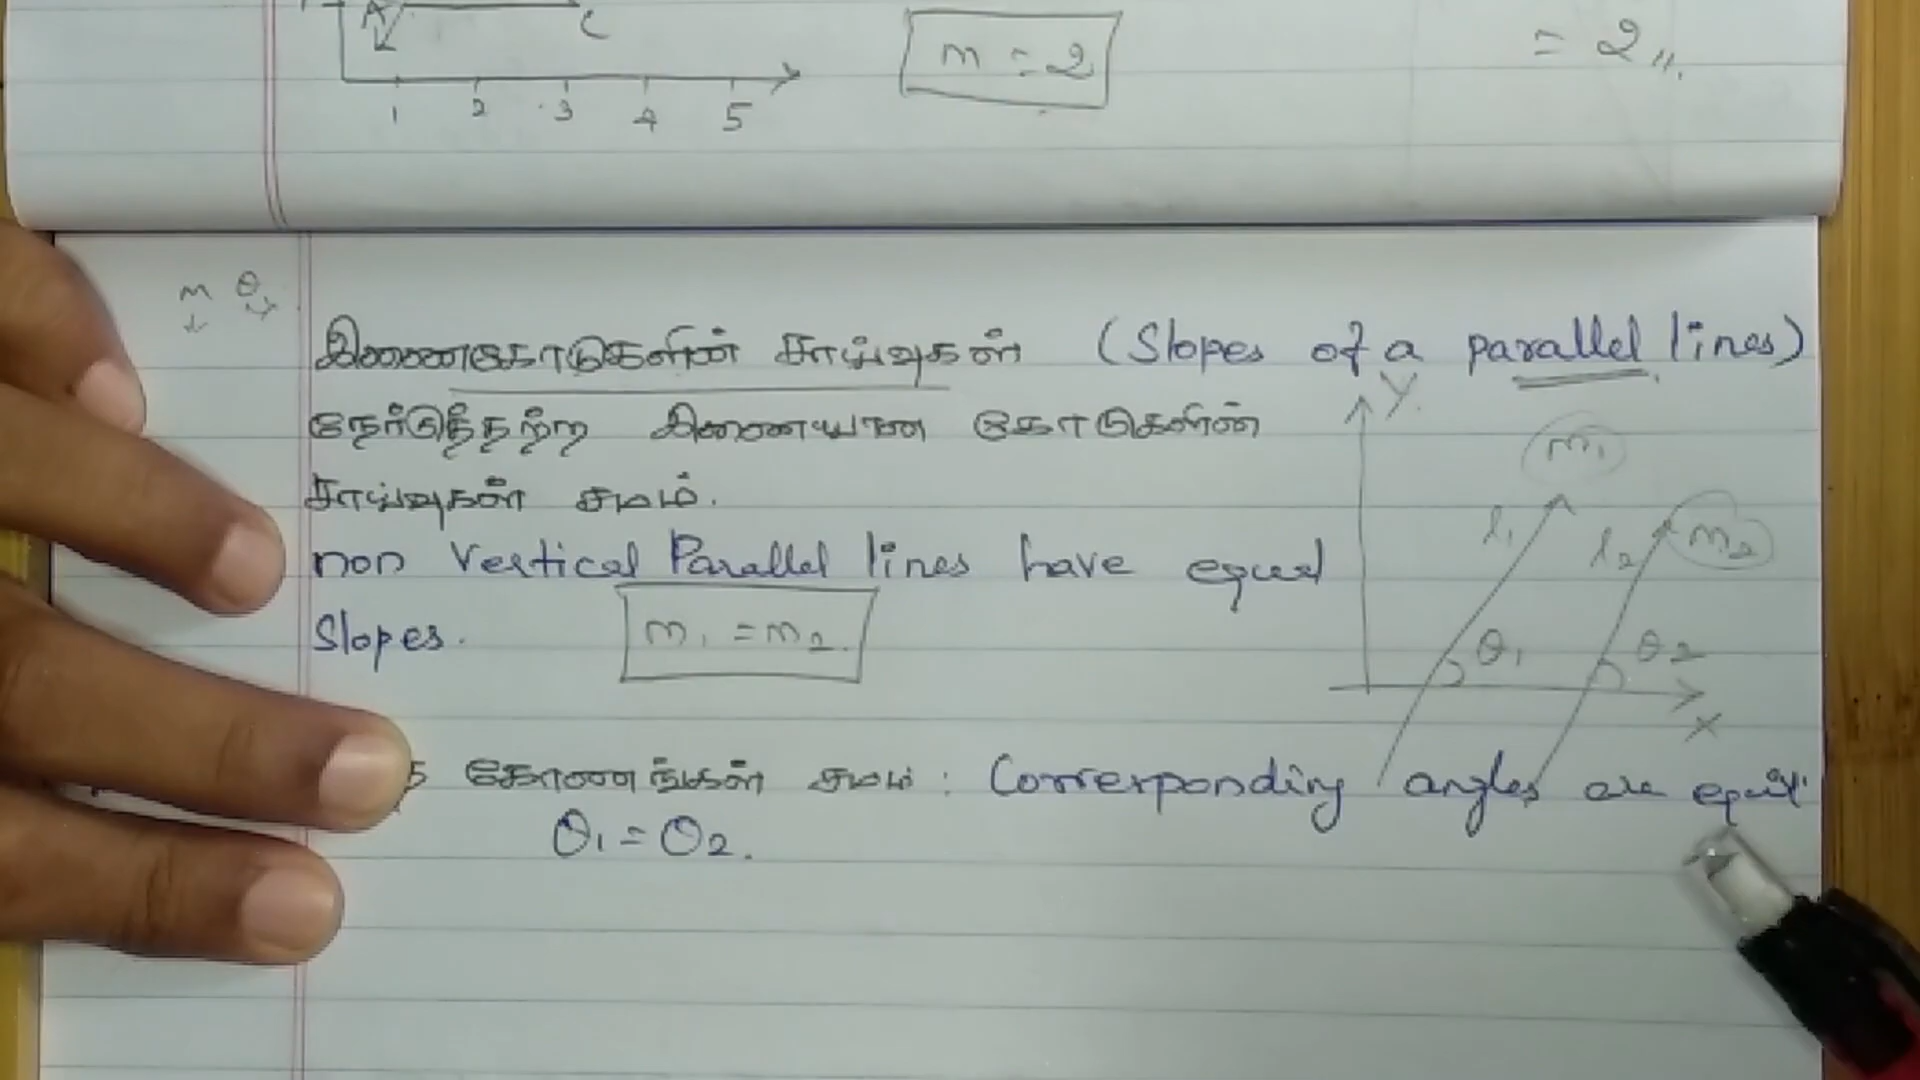 A
C
1 2 3 4 5
m = 2
= 2 //.
m θ
இணைகோடுகளின் சாய்வுகள் (Slopes of a parallel lines)
நேர்குத்தற்ற இணையான கோடுகளின்
சாய்வுகள் சமம்.
non Vertical Parallel lines have equal
Slopes. m₁ = m₂.
Y
m₁
l₁ l₂ m₂
θ₁ θ₂
X
கோணங்கள் சமம் : Corresponding angles are equal.
θ₁ = θ₂.